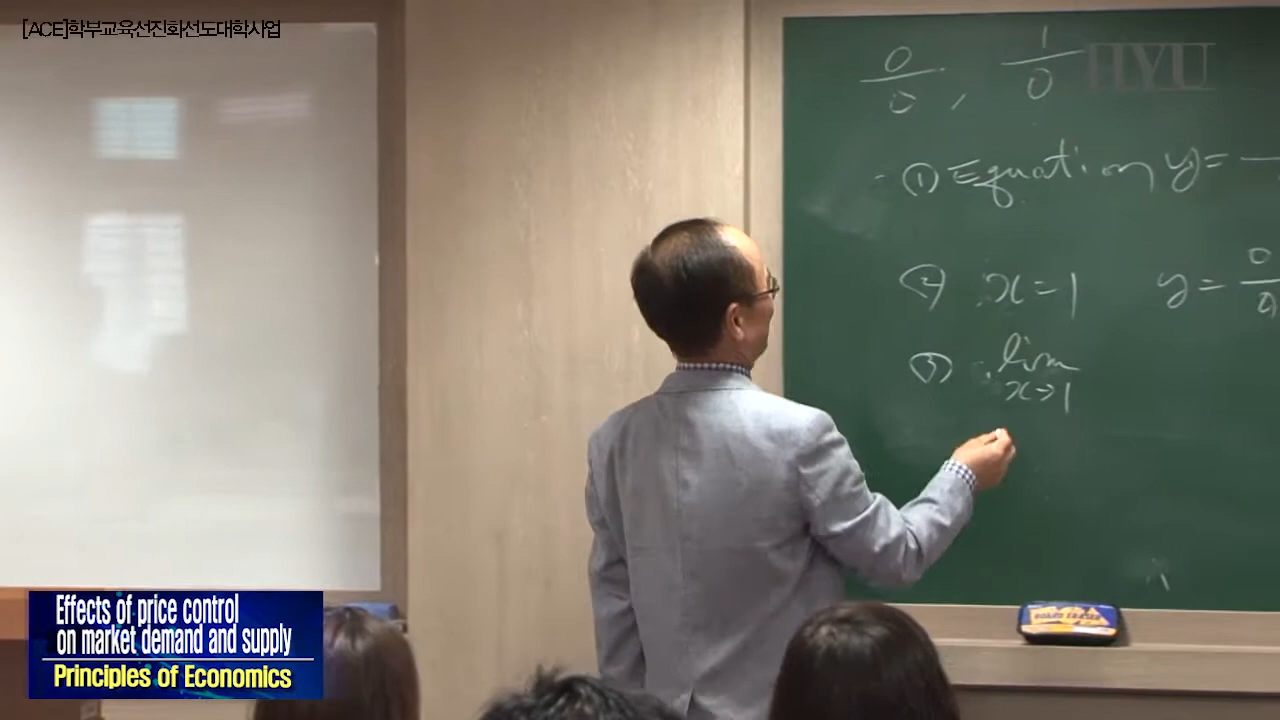 [ACE]학부교육선진화선도대학사업
HYU
0/0, 1/0
① Equation y=
② x=1 y=0/0
③ lim
x→1
Effects of price control
on market demand and supply
Principles of Economics